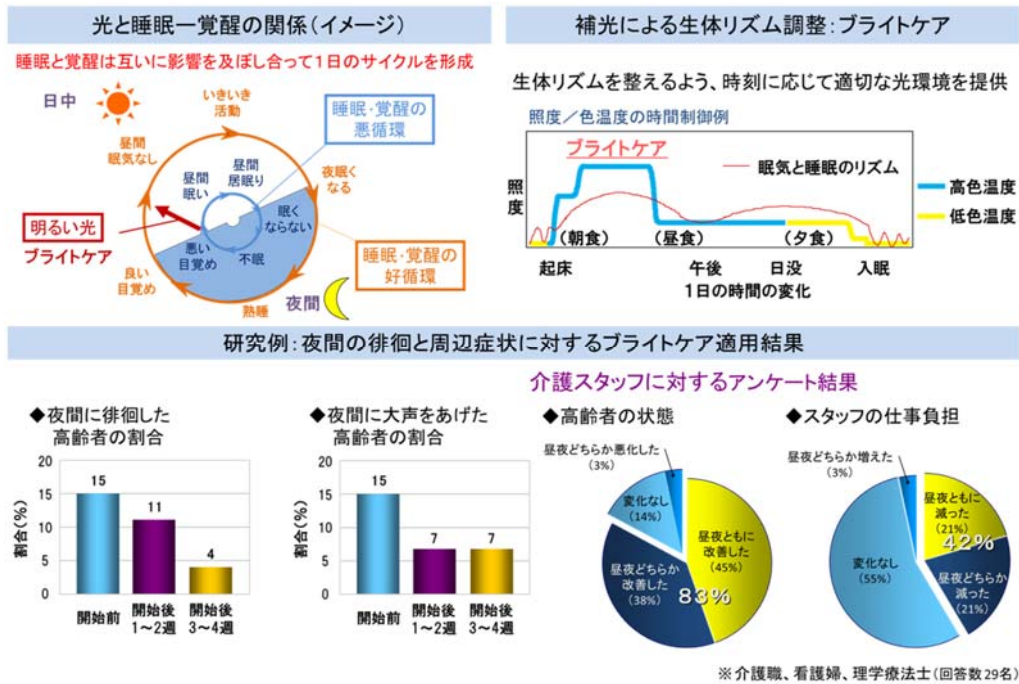 光と睡眠ー覚醒の関係(イメージ)
睡眠と覚醒は互いに影響を及ぼし合って1日のサイクルを形成
日中
いきいき
活動
睡眠・覚醒の
悪循環
昼間
眠気なし
昼間
眠い
昼間
居眠り
夜眠く
なる
明るい光
ブライトケア
眠く
ならない
悪い
目覚め
不眠
良い
目覚め
睡眠・覚醒の
好循環
熟睡
夜間
補光による生体リズム調整:ブライトケア
生体リズムを整えるよう、時刻に応じて適切な光環境を提供
照度/色温度の時間制御例
ブライトケア
眠気と睡眠のリズム
照度
高色温度
低色温度
(朝食)
(昼食)
(夕食)
起床
午後
日没
入眠
1日の時間の変化
研究例:夜間の徘徊と周辺症状に対するブライトケア適用結果
介護スタッフに対するアンケート結果
◆夜間に徘徊した
高齢者の割合
割合(%)
20
15
10
5
0
15
11
4
開始前
開始後
1~2週
開始後
3~4週
◆夜間に大声をあげた
高齢者の割合
20
15
10
5
0
15
7
7
開始前
開始後
1~2週
開始後
3~4週
◆高齢者の状態
昼夜どちらか悪化した
(3%)
変化なし
(14%)
昼夜ともに
改善した
(45%)
昼夜どちらか
改善した
(38%)
83%
◆スタッフの仕事負担
昼夜どちらか増えた
(3%)
昼夜ともに
減った
(21%)
42%
変化なし
(55%)
昼夜どちらか
減った
(21%)
※介護職、看護婦、理学療法士(回答数29名)